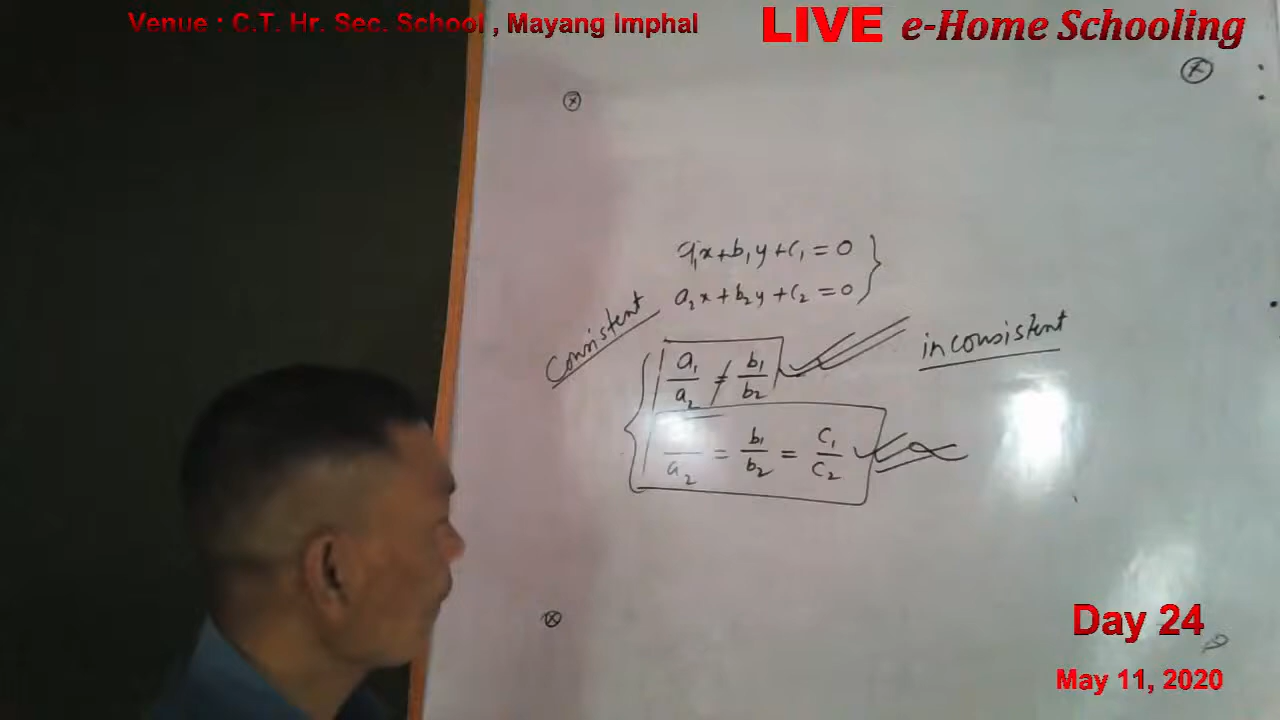 Venue : C.T. Hr. Sec. School , Mayang Imphal
LIVE e-Home Schooling
a₁x+b₁y+c₁ = 0
a₂x+b₂y+c₂ = 0 }
Consistent
inconsistent
a₁/a₂ ≠ b₁/b₂
/a₂ = b₁/b₂ = c₁/c₂
Day 24
May 11, 2020